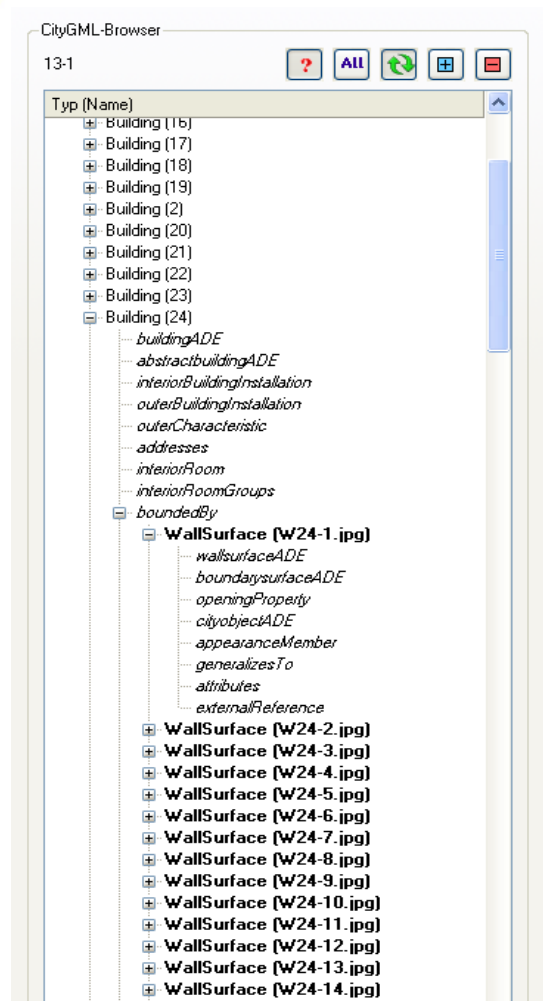 CityGML-Browser
13-1
? All
Typ (Name)
Building (16)
Building (17)
Building (18)
Building (19)
Building (2)
Building (20)
Building (21)
Building (22)
Building (23)
Building (24)
buildingADE
abstractbuildingADE
interiorBuildingInstallation
outerBuildingInstallation
outerCharacteristic
addresses
interiorRoom
interiorRoomGroups
boundedBy
WallSurface (W24-1.jpg)
wallsurfaceADE
boundarysurfaceADE
openingProperty
cityobjectADE
appearanceMember
generalizesTo
attributes
externalReference
WallSurface (W24-2.jpg)
WallSurface (W24-3.jpg)
WallSurface (W24-4.jpg)
WallSurface (W24-5.jpg)
WallSurface (W24-6.jpg)
WallSurface (W24-7.jpg)
WallSurface (W24-8.jpg)
WallSurface (W24-9.jpg)
WallSurface (W24-10.jpg)
WallSurface (W24-11.jpg)
WallSurface (W24-12.jpg)
WallSurface (W24-13.jpg)
WallSurface (W24-14.jpg)